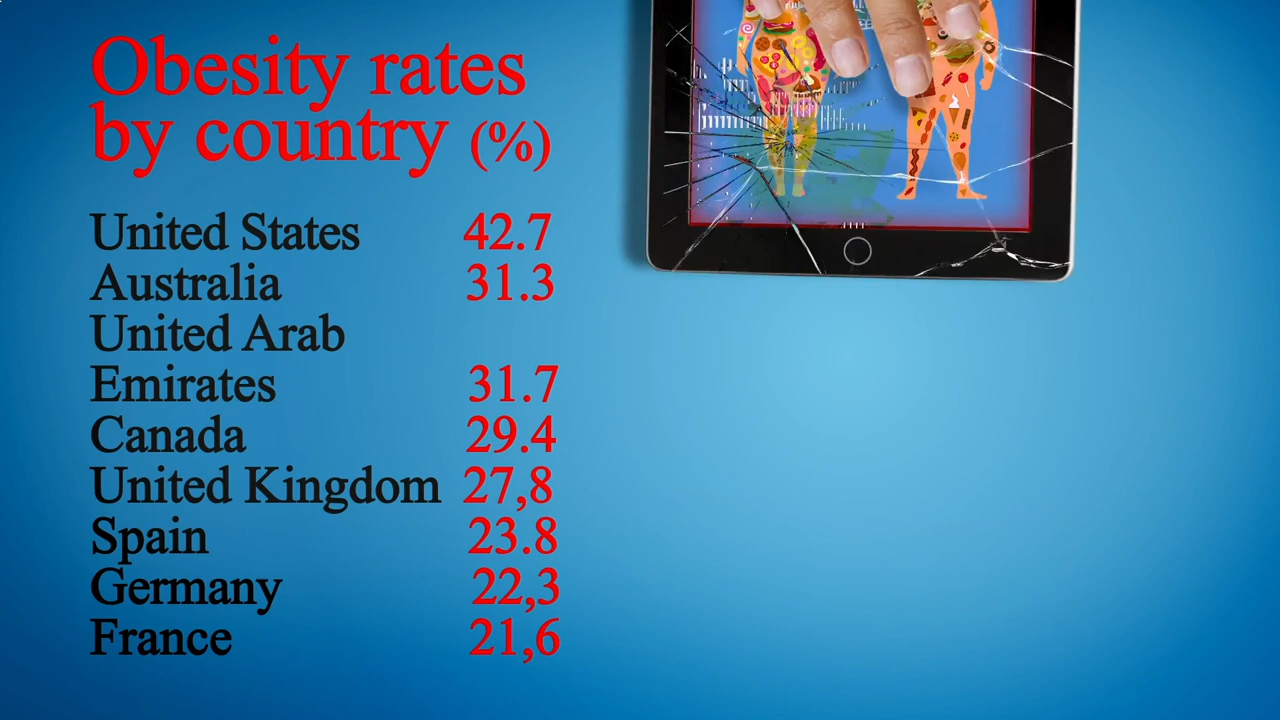 Obesity rates
by country (%)
United States 42.7
Australia 31.3
United Arab
Emirates 31.7
Canada 29.4
United Kingdom 27,8
Spain 23.8
Germany 22,3
France 21,6